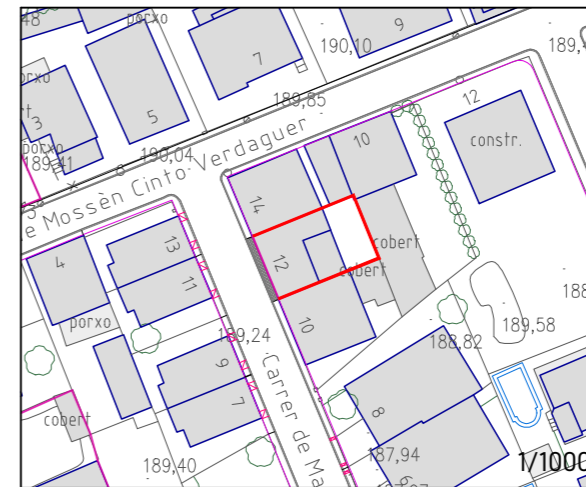 48
porxo
9
190,10
189,4
7
porxo
189,85
5
3
porxo
189,41
190,04
e Mossèn Cinto Verdaguer
10
12
constr.
14
cobert
13
12
4
cobert
11
188
porxo
10
189,58
189,24
188,82
9
Carrer de Ma
7
8
cobert
187,94
189,40
1/1000